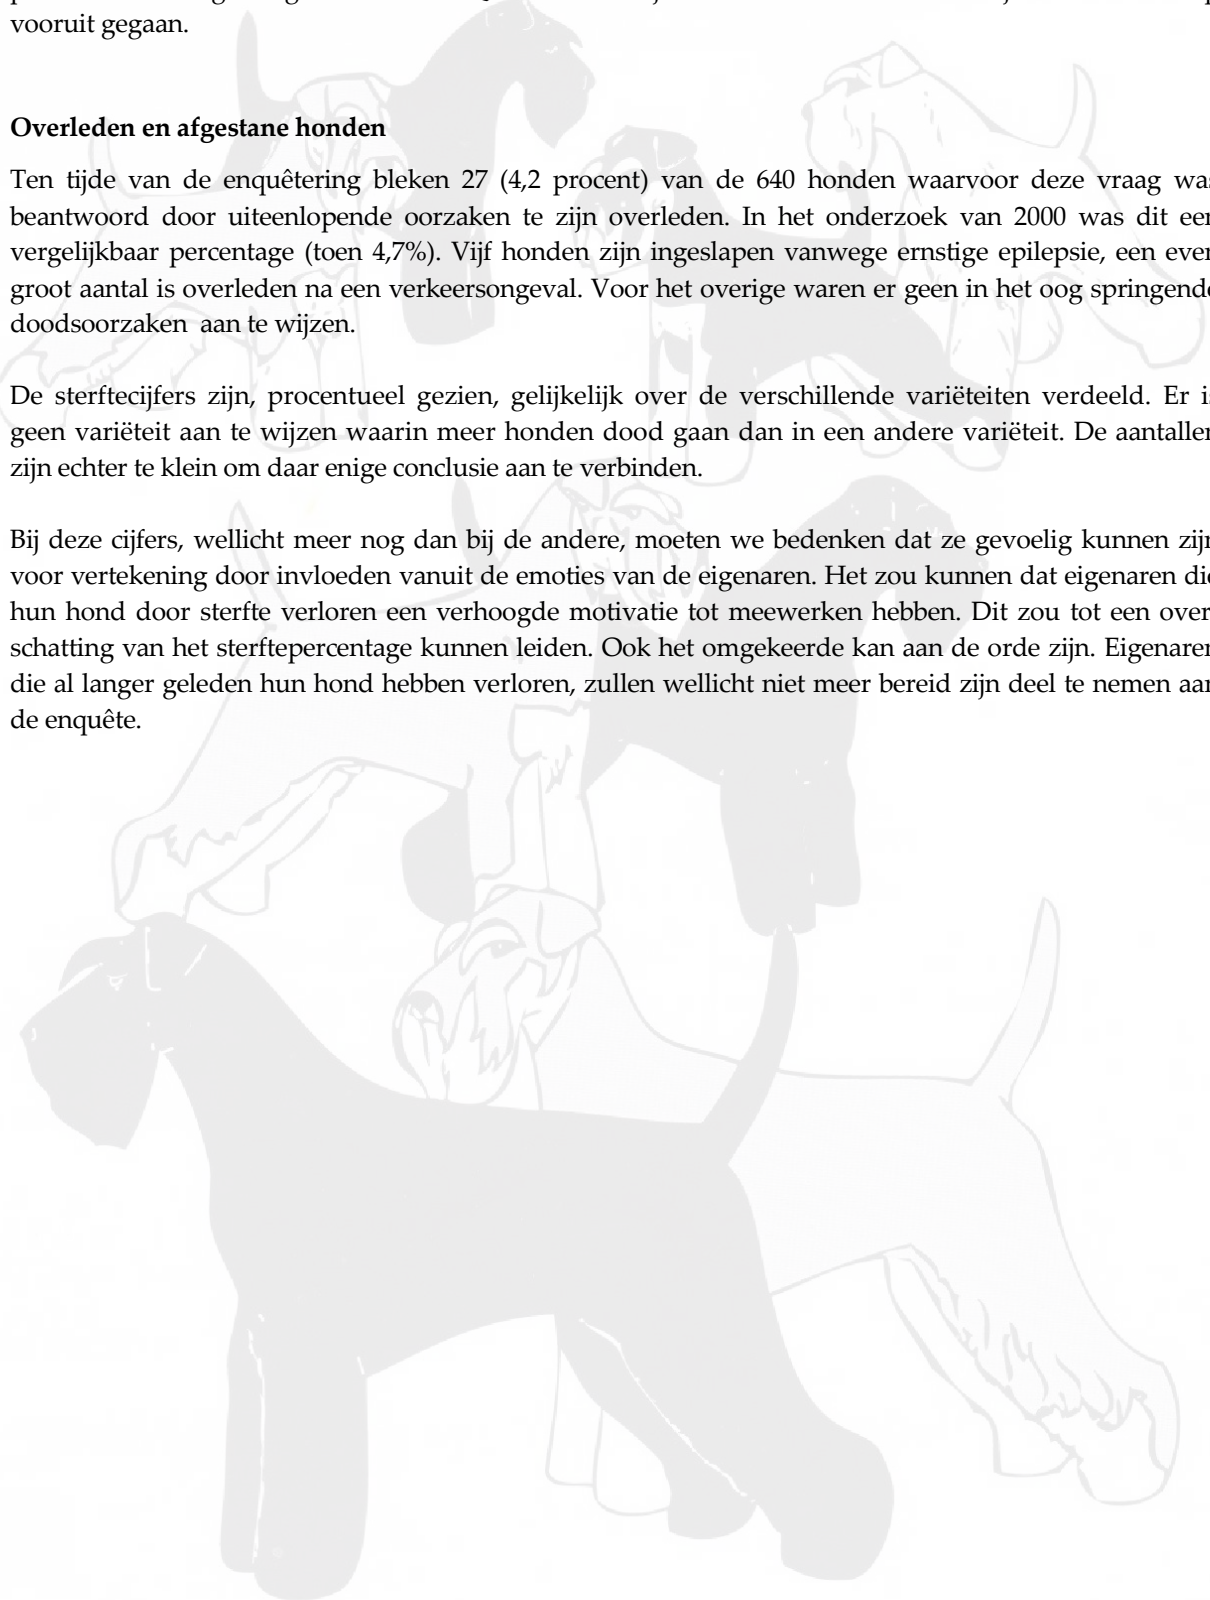 vooruit gegaan.
Overleden en afgestane honden
Ten tijde van de enquêtering bleken 27 (4,2 procent) van de 640 honden waarvoor deze vraag was
beantwoord door uiteenlopende oorzaken te zijn overleden. In het onderzoek van 2000 was dit een
vergelijkbaar percentage (toen 4,7%). Vijf honden zijn ingeslapen vanwege ernstige epilepsie, een even
groot aantal is overleden na een verkeersongeval. Voor het overige waren er geen in het oog springende
doodsoorzaken aan te wijzen.
De sterftecijfers zijn, procentueel gezien, gelijkelijk over de verschillende variëteiten verdeeld. Er is
geen variëteit aan te wijzen waarin meer honden dood gaan dan in een andere variëteit. De aantallen
zijn echter te klein om daar enige conclusie aan te verbinden.
Bij deze cijfers, wellicht meer nog dan bij de andere, moeten we bedenken dat ze gevoelig kunnen zijn
voor vertekening door invloeden vanuit de emoties van de eigenaren. Het zou kunnen dat eigenaren die
hun hond door sterfte verloren een verhoogde motivatie tot meewerken hebben. Dit zou tot een over
schatting van het sterftepercentage kunnen leiden. Ook het omgekeerde kan aan de orde zijn. Eigenaren
die al langer geleden hun hond hebben verloren, zullen wellicht niet meer bereid zijn deel te nemen aan
de enquête.